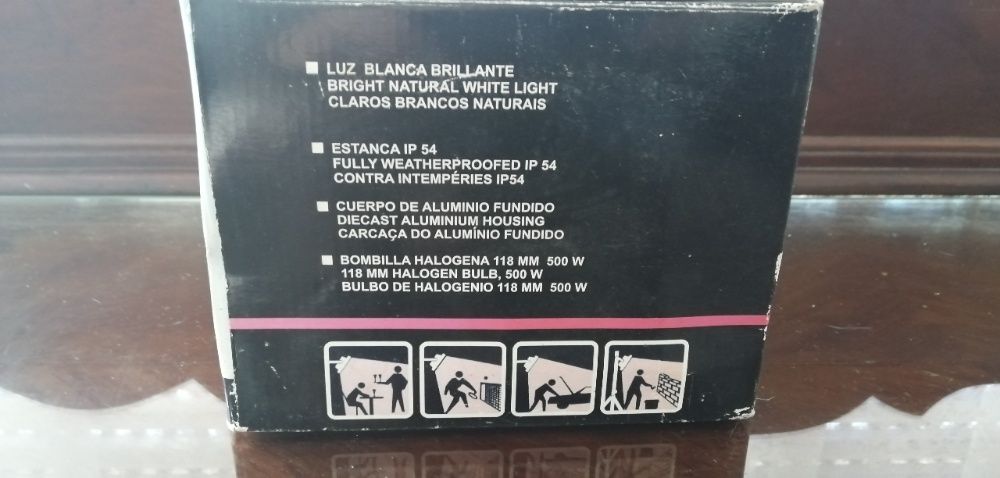 LUZ BLANCA BRILLANTE
BRIGHT NATURAL WHITE LIGHT
CLAROS BRANCOS NATURAIS
ESTANCA IP 54
FULLY WEATHERPROOFED IP 54
CONTRA INTEMPÉRIES IP54
CUERPO DE ALUMINIO FUNDIDO
DIECAST ALUMINIUM HOUSING
CARCAÇA DO ALUMÍNIO FUNDIDO
BOMBILLA HALOGENA 118 MM 500 W
118 MM HALOGEN BULB, 500 W
BULBO DE HALOGENIO 118 MM 500 W